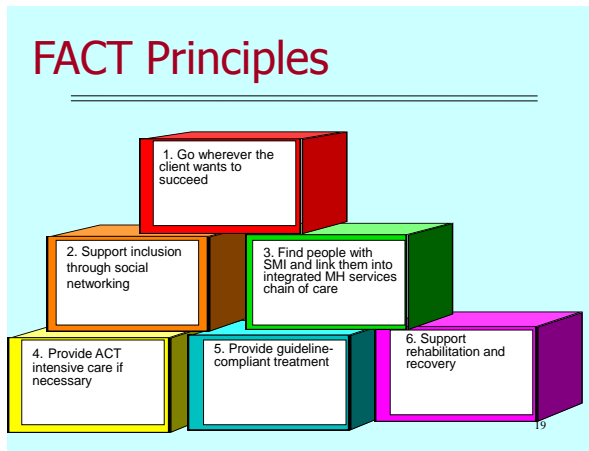 FACT Principles
1. Go wherever the
client wants to
succeed
2. Support inclusion
through social
networking
3. Find people with
SMI and link them into
integrated MH services
chain of care
4. Provide ACT
intensive care if
necessary
5. Provide guideline-
compliant treatment
6. Support
rehabilitation and
recovery
19